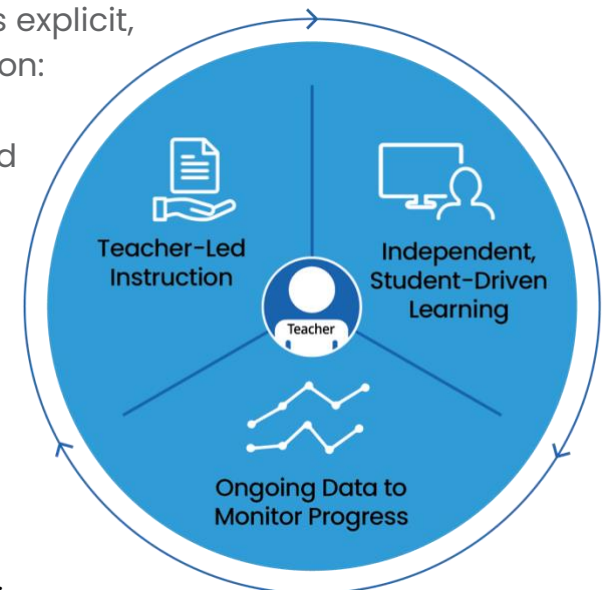 s explicit,
on:
d
Teacher-Led
Instruction
Independent,
Student-Driven
Learning
Teacher
Ongoing Data to
Monitor Progress